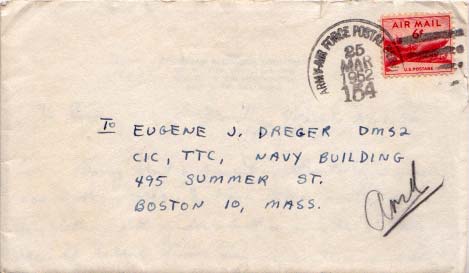 ARMY-AIR FORCE POSTAL
25
MAR
1952
154
AIR MAIL
6¢
U.S. POSTAGE
To EUGENE J. DREGER DMS2
CIC, TTC, NAVY BUILDING
495 SUMMER ST.
BOSTON 10, MASS.